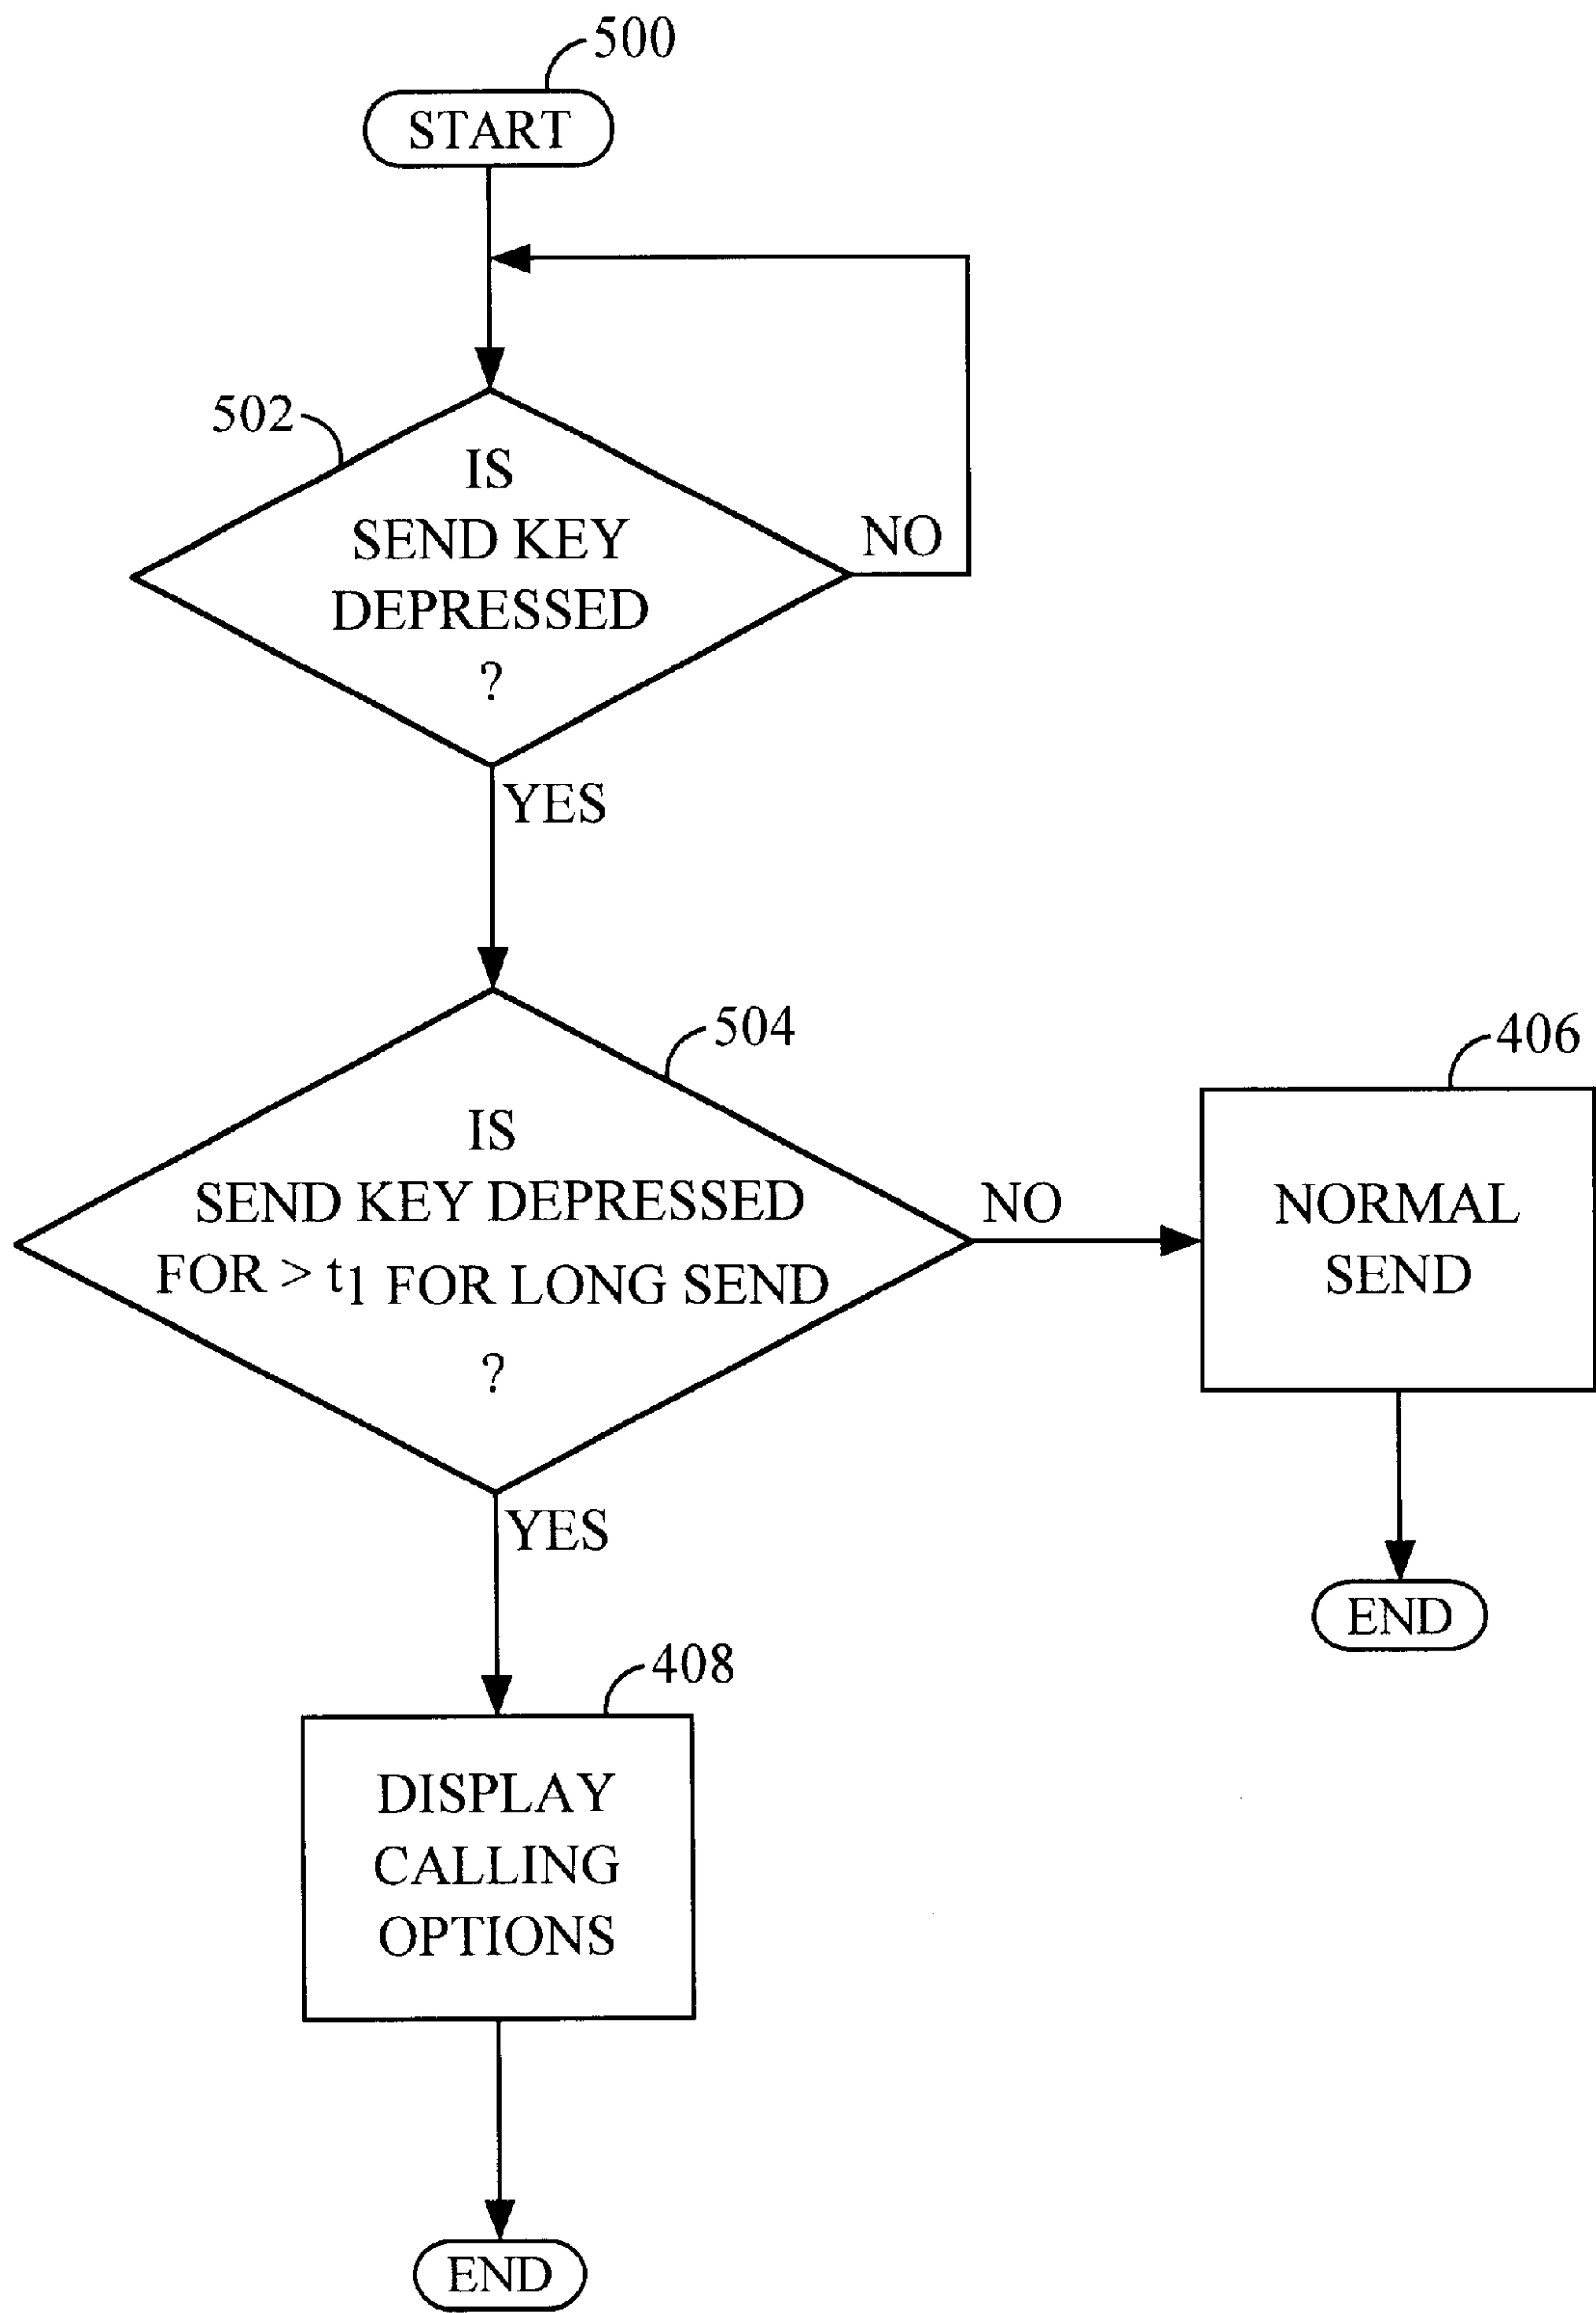 500
START
502
IS
SEND KEY
DEPRESSED
?
NO
YES
504
IS
SEND KEY DEPRESSED
FOR > t1 FOR LONG SEND
?
NO
406
NORMAL
SEND
END
YES
408
DISPLAY
CALLING
OPTIONS
END